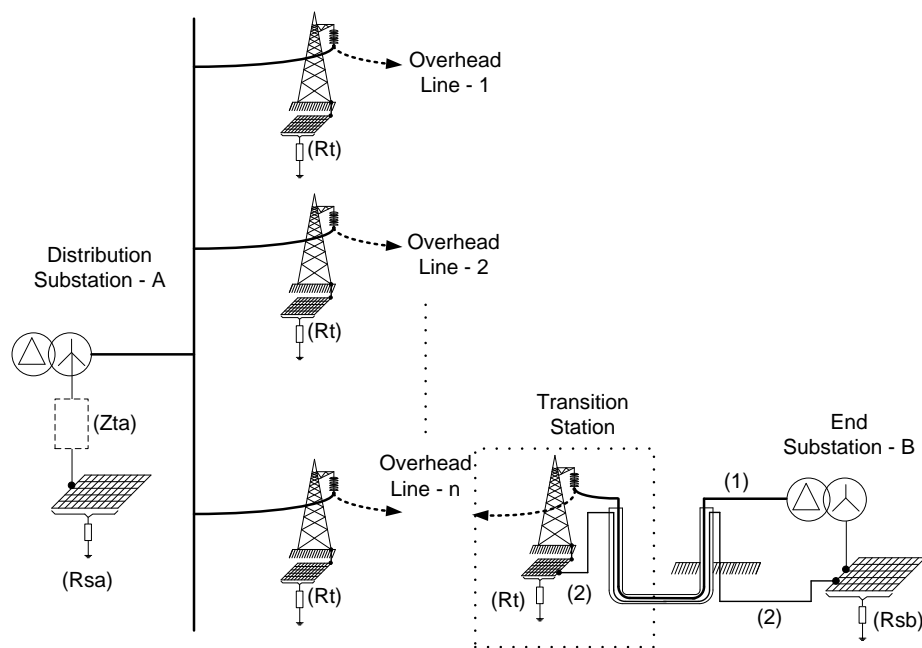 Overhead
Line - 1
(Rt)
Distribution
Substation - A
Overhead
Line - 2
(Rt)
(Zta)
(Rsa)
Overhead
Line - n
(Rt)
Transition
Station
(Rt)
(2)
(1)
End
Substation - B
(2)
(Rsb)